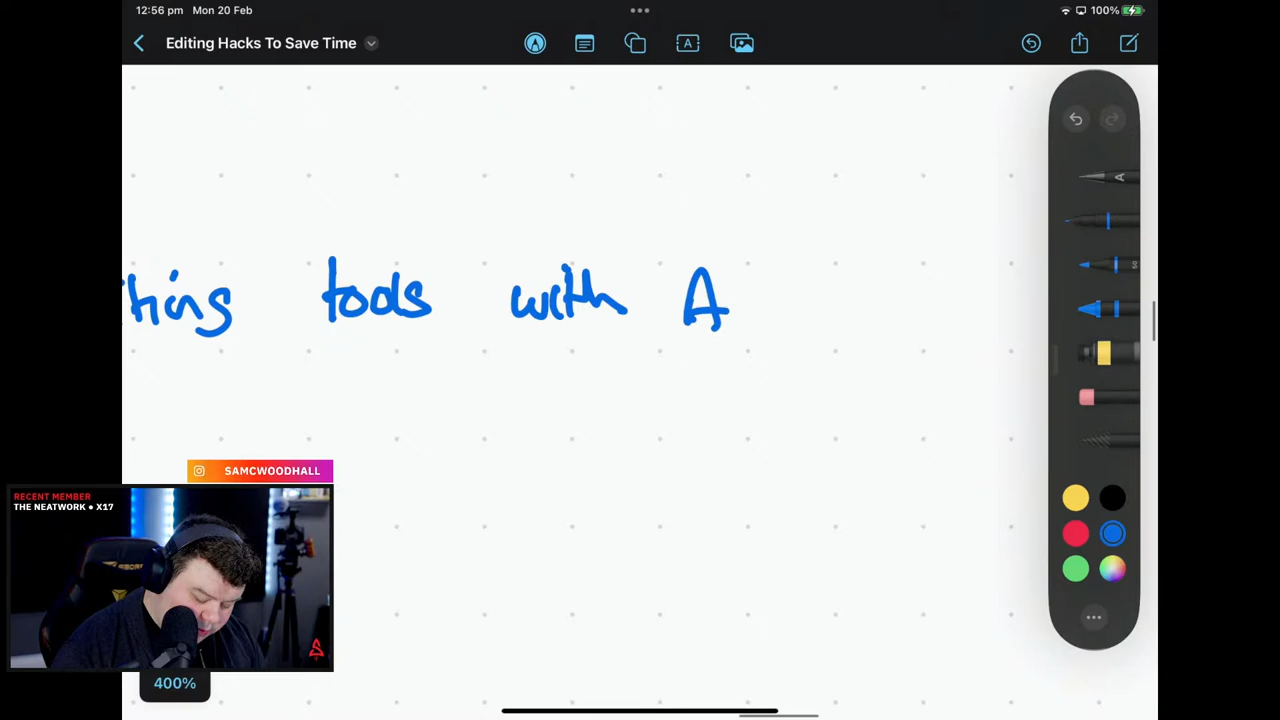 12:56 pm Mon 20 Feb 100%
Editing Hacks To Save Time
A
A
50
thing tools with A
SAMCWOODHALL
RECENT MEMBER
THE NEATWORK ● X17
400%